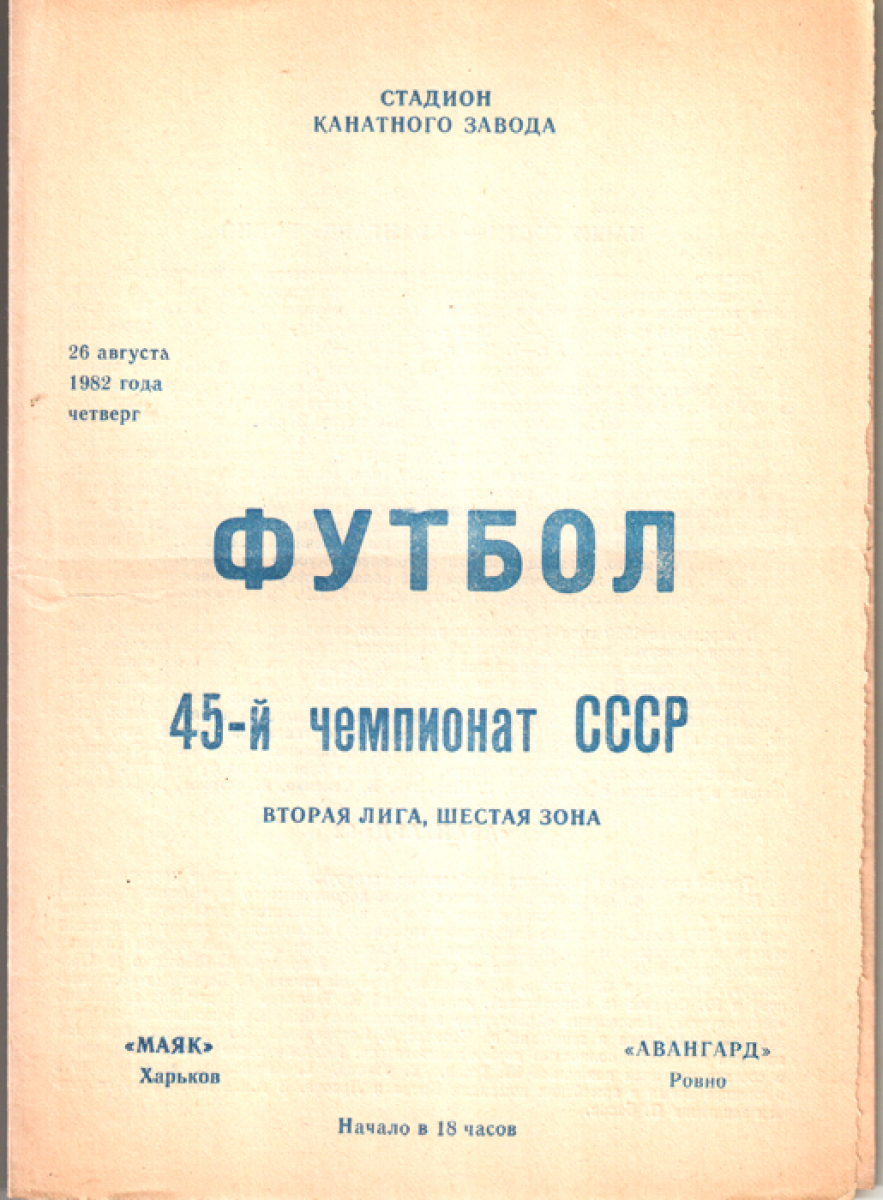 СТАДИОН
КАНАТНОГО ЗАВОДА
26 августа
1982 года
четверг
ФУТБОЛ
45-й чемпионат СССР
ВТОРАЯ ЛИГА, ШЕСТАЯ ЗОНА
«МАЯК»
Харьков
«АВАНГАРД»
Ровно
Начало в 18 часов